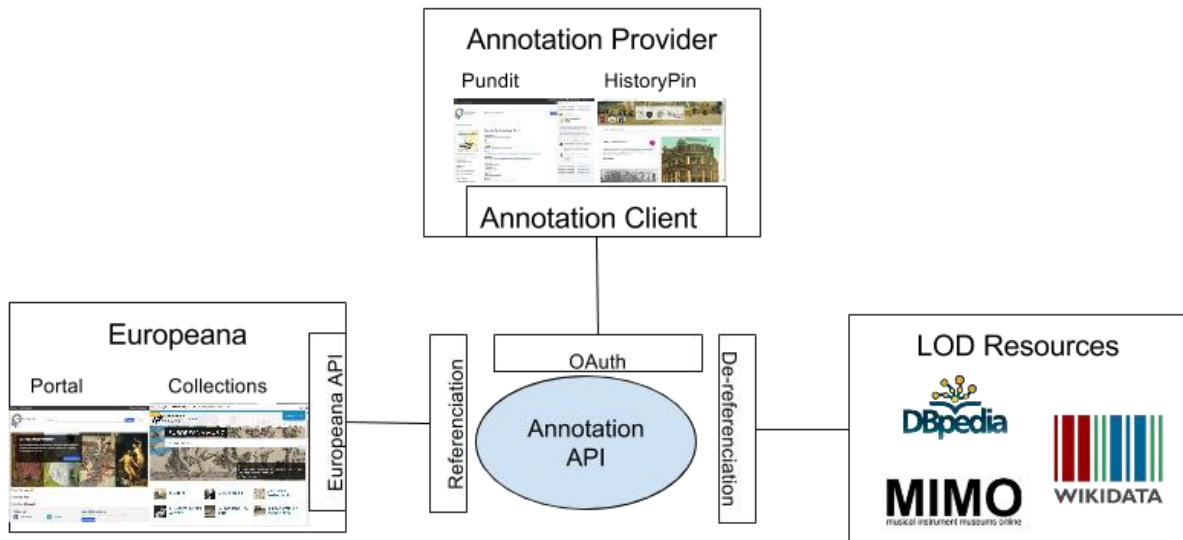 Annotation Provider
Pundit
HistoryPin
Annotation Client
Europeana
Portal
Collections
Europeana API
Referenciation
OAuth
Annotation
API
De-referenciation
LOD Resources
DBpedia
WIKIDATA
MIMO
musical instrument museums online